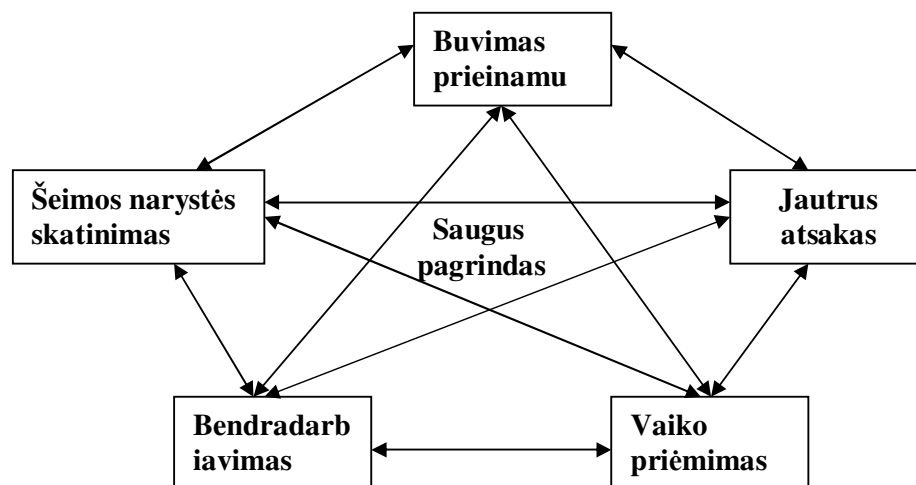 Buvimas
prieinamu
Šeimos narystės
skatinimas
Saugus
pagrindas
Jautrus
atsakas
Bendradarb
iavimas
Vaiko
priėmimas